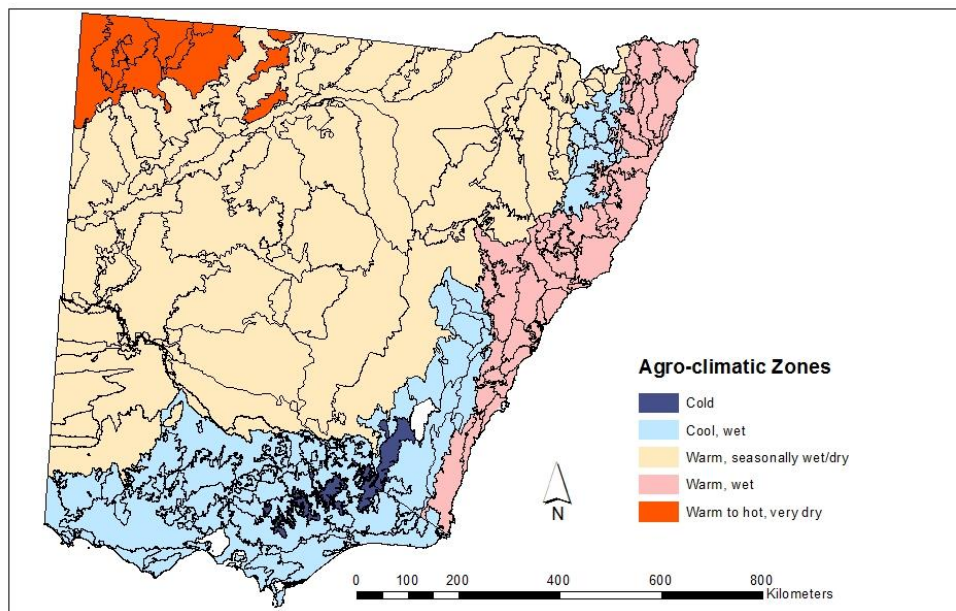 Agro-climatic Zones
Cold
Cool, wet
Warm, seasonally wet/dry
Warm, wet
Warm to hot, very dry
N
0 100 200 400 600 800
Kilometers